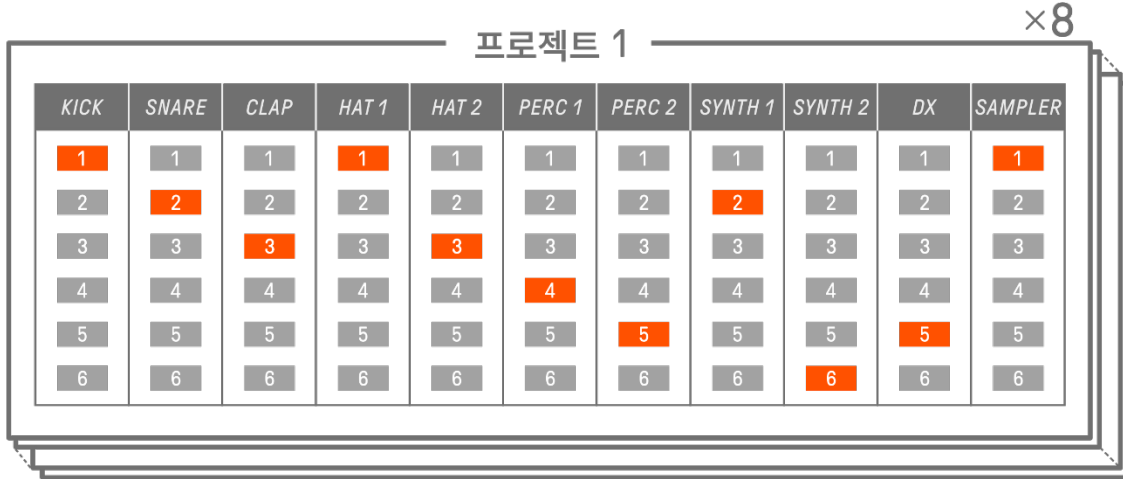 ×8
프로젝트 1
KICK SNARE CLAP HAT 1 HAT 2 PERC 1 PERC 2 SYNTH 1 SYNTH 2 DX SAMPLER
1 1 1 1 1 1 1 1 1 1 1
2 2 2 2 2 2 2 2 2 2 2
3 3 3 3 3 3 3 3 3 3 3
4 4 4 4 4 4 4 4 4 4 4
5 5 5 5 5 5 5 5 5 5 5
6 6 6 6 6 6 6 6 6 6 6